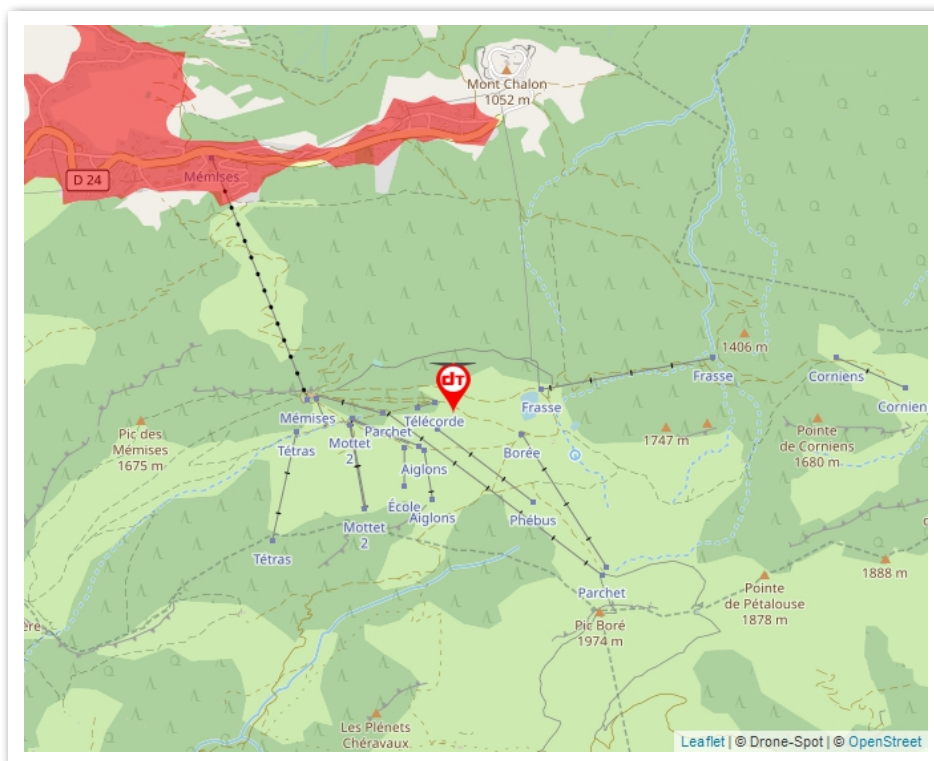 Mont Chalon
1052 m
D 24
Mémises
1406 m
Frasse
Corniens
dT
Mémises
Télécorde
Frasse
Cornien
Pic des
Mémises
1675 m
Tétras
Mottet
2
Parchet
Borée
1747 m
Pointe
de Corniens
1680 m
Aiglons
École
Aiglons
Phébus
Mottet
2
Tétras
1888 m
Parchet
Pointe
de Pétalouse
1878 m
Pic Boré
1974 m
ère
Les Plénets
Chéravaux
Leaflet | © Drone-Spot | © OpenStreet